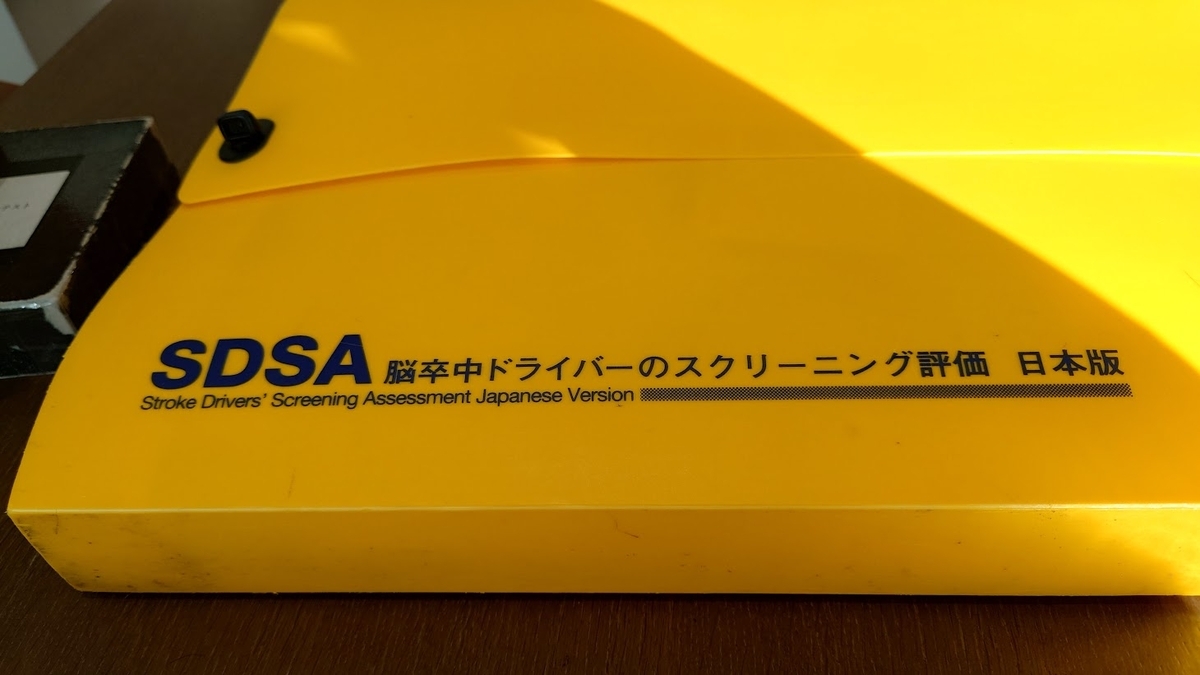 SDSA 脳卒中ドライバーのスクリーニング評価 日本版
Stroke Drivers' Screening Assessment Japanese Version